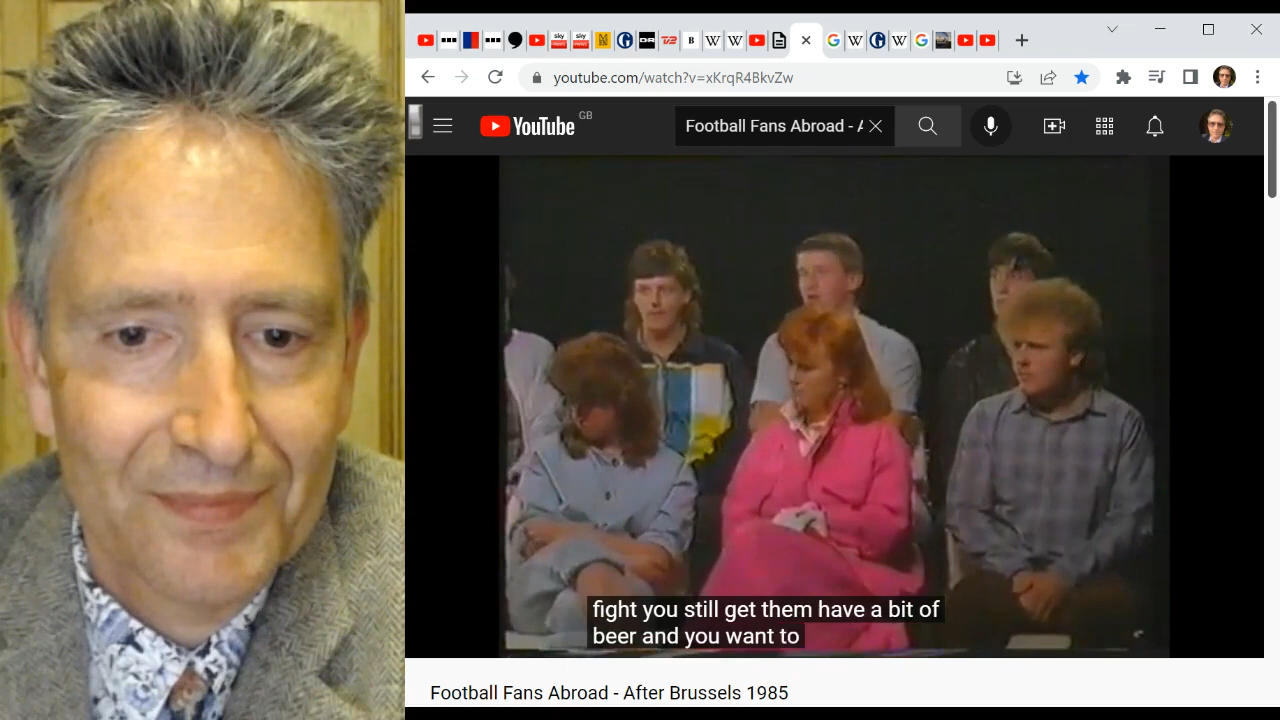 youtube.com/watch?v=xKrqR4BkvZw
YouTube GB
Football Fans Abroad - A
fight you still get them have a bit of
beer and you want to
Football Fans Abroad - After Brussels 1985